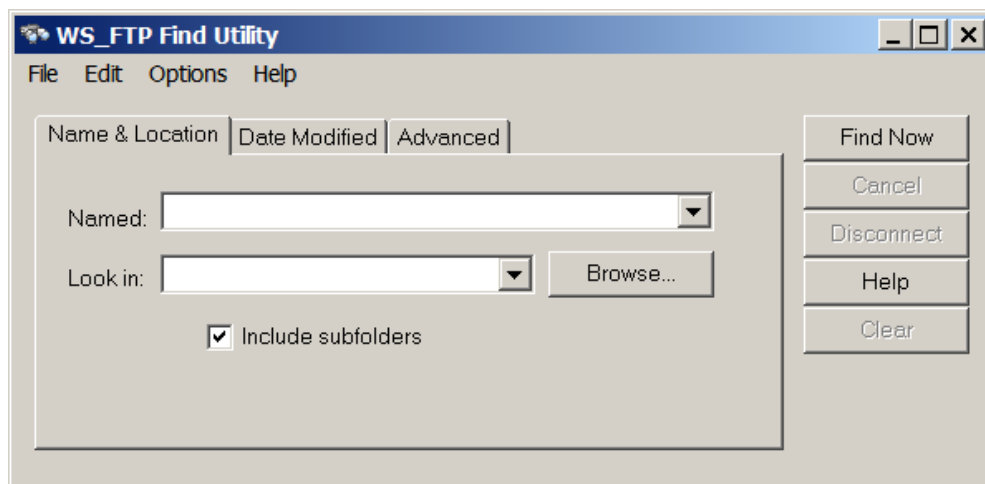 WS_FTP Find Utility
File Edit Options Help
Name & Location Date Modified Advanced
Find Now
Cancel
Named:
Disconnect
Look in: Browse...
Help
Include subfolders
Clear